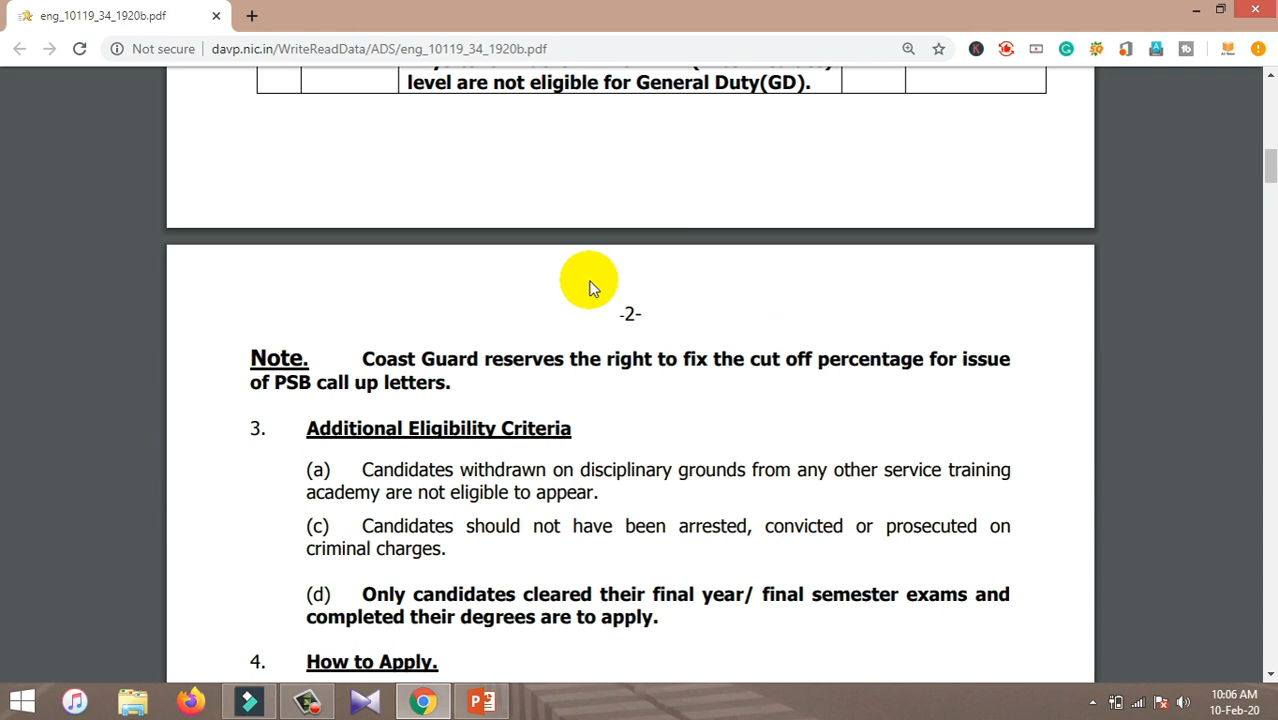 eng_10119_34_1920b.pdf
Not secure | davp.nic.in/WriteReadData/ADS/eng_10119_34_1920b.pdf
level are not eligible for General Duty(GD).
-2-
Note. Coast Guard reserves the right to fix the cut off percentage for issue
of PSB call up letters.
3. Additional Eligibility Criteria
(a) Candidates withdrawn on disciplinary grounds from any other service training
academy are not eligible to appear.
(c) Candidates should not have been arrested, convicted or prosecuted on
criminal charges.
(d) Only candidates cleared their final year/ final semester exams and
completed their degrees are to apply.
4. How to Apply.
10:06 AM
10-Feb-20